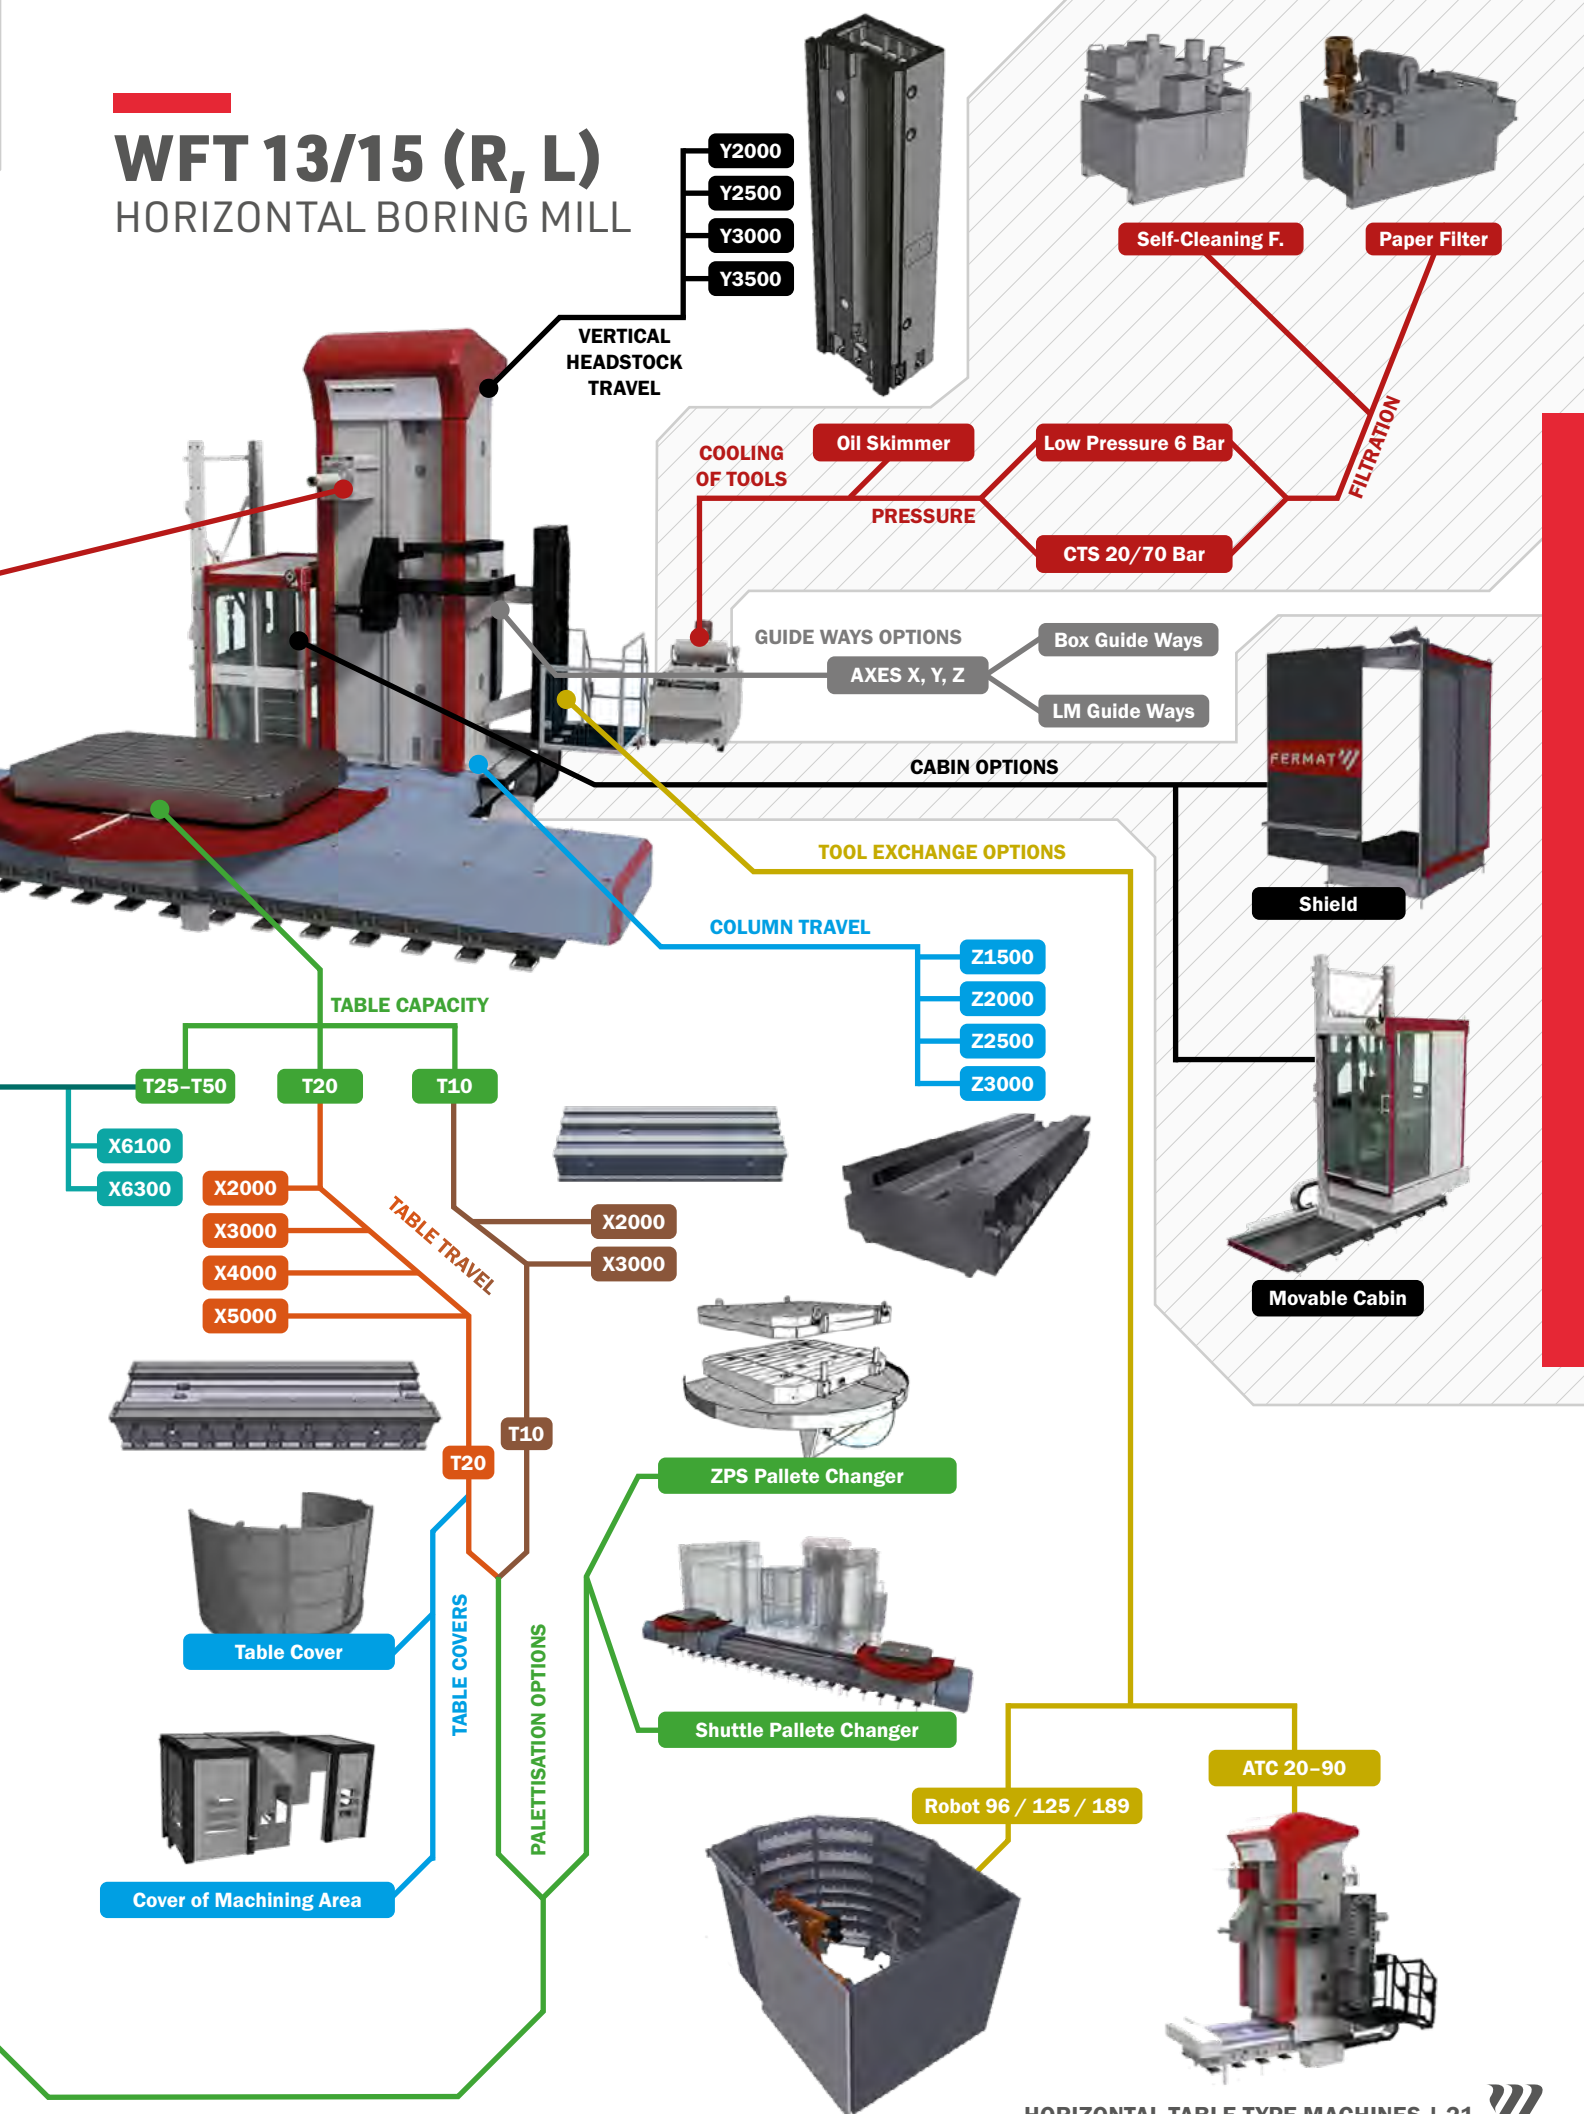 WFT 13/15 (R, L)
HORIZONTAL BORING MILL
Y2000
Y2500
Y3000
Y3500
VERTICAL
HEADSTOCK
TRAVEL
Self-Cleaning F.
Paper Filter
FILTRATION
COOLING
OF TOOLS
Oil Skimmer
Low Pressure 6 Bar
PRESSURE
CTS 20/70 Bar
GUIDE WAYS OPTIONS
AXES X, Y, Z
Box Guide Ways
LM Guide Ways
FERMAT
CABIN OPTIONS
Shield
Movable Cabin
TOOL EXCHANGE OPTIONS
COLUMN TRAVEL
Z1500
Z2000
Z2500
Z3000
TABLE CAPACITY
T25–T50
T20
T10
X6100
X6300
X2000
X3000
X4000
X5000
TABLE TRAVEL
X2000
X3000
T10
T20
ZPS Pallete Changer
Shuttle Pallete Changer
TABLE COVERS
Table Cover
Cover of Machining Area
PALETTISATION OPTIONS
ATC 20–90
Robot 96 / 125 / 189
HORIZONTAL TABLE TYPE MACHINES | 21